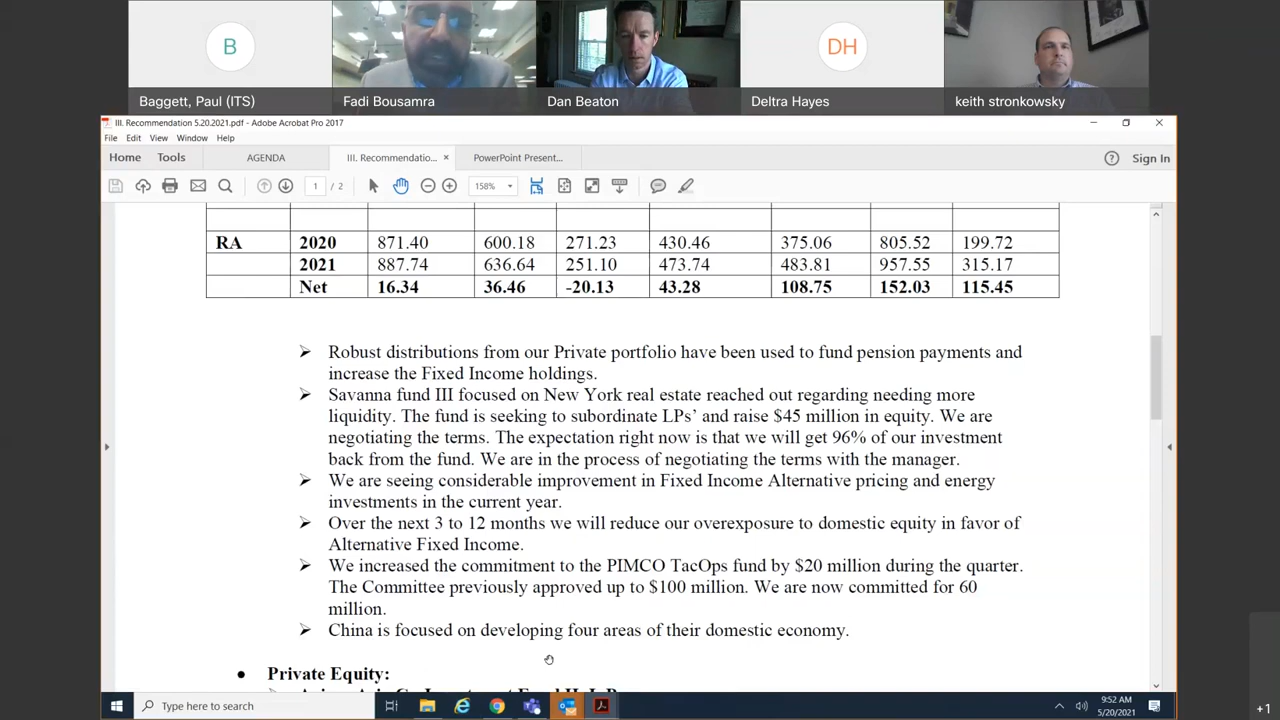 B
DH
Baggett, Paul (ITS)
Fadi Bousamra
Dan Beaton
Deltra Hayes
keith stronkowsky
III. Recommendation 5.20.2021.pdf - Adobe Acrobat Pro 2017
File Edit View Window Help
Home Tools AGENDA III. Recommendatio... × PowerPoint Present... ? Sign In
1 / 2 158%
RA 2020 871.40 600.18 271.23 430.46 375.06 805.52 199.72
2021 887.74 636.64 251.10 473.74 483.81 957.55 315.17
Net 16.34 36.46 -20.13 43.28 108.75 152.03 115.45
Robust distributions from our Private portfolio have been used to fund pension payments and
increase the Fixed Income holdings.
Savanna fund III focused on New York real estate reached out regarding needing more
liquidity. The fund is seeking to subordinate LPs’ and raise $45 million in equity. We are
negotiating the terms. The expectation right now is that we will get 96% of our investment
back from the fund. We are in the process of negotiating the terms with the manager.
We are seeing considerable improvement in Fixed Income Alternative pricing and energy
investments in the current year.
Over the next 3 to 12 months we will reduce our overexposure to domestic equity in favor of
Alternative Fixed Income.
We increased the commitment to the PIMCO TacOps fund by $20 million during the quarter.
The Committee previously approved up to $100 million. We are now committed for 60
million.
China is focused on developing four areas of their domestic economy.
Private Equity:
Type here to search
9:52 AM
5/20/2021
+1